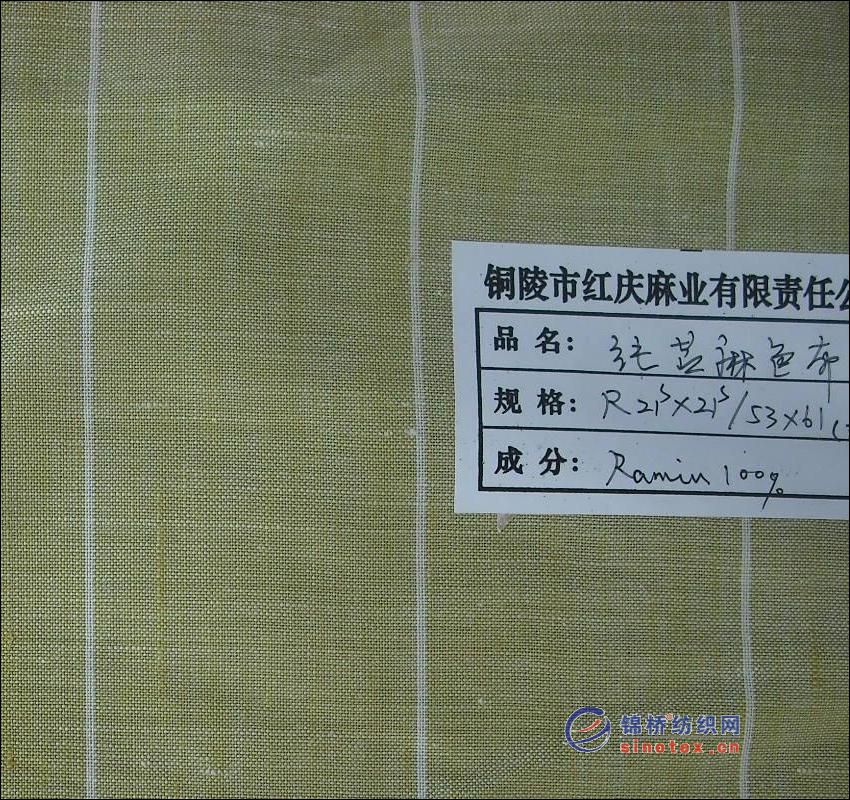 铜陵市红庆麻业有限责任公
品 名： 纯苎麻色布
规 格： R 21ˢ×21ˢ/53×61(
成 分： Ramin 100%
锦桥纺织网
sinotex.cn